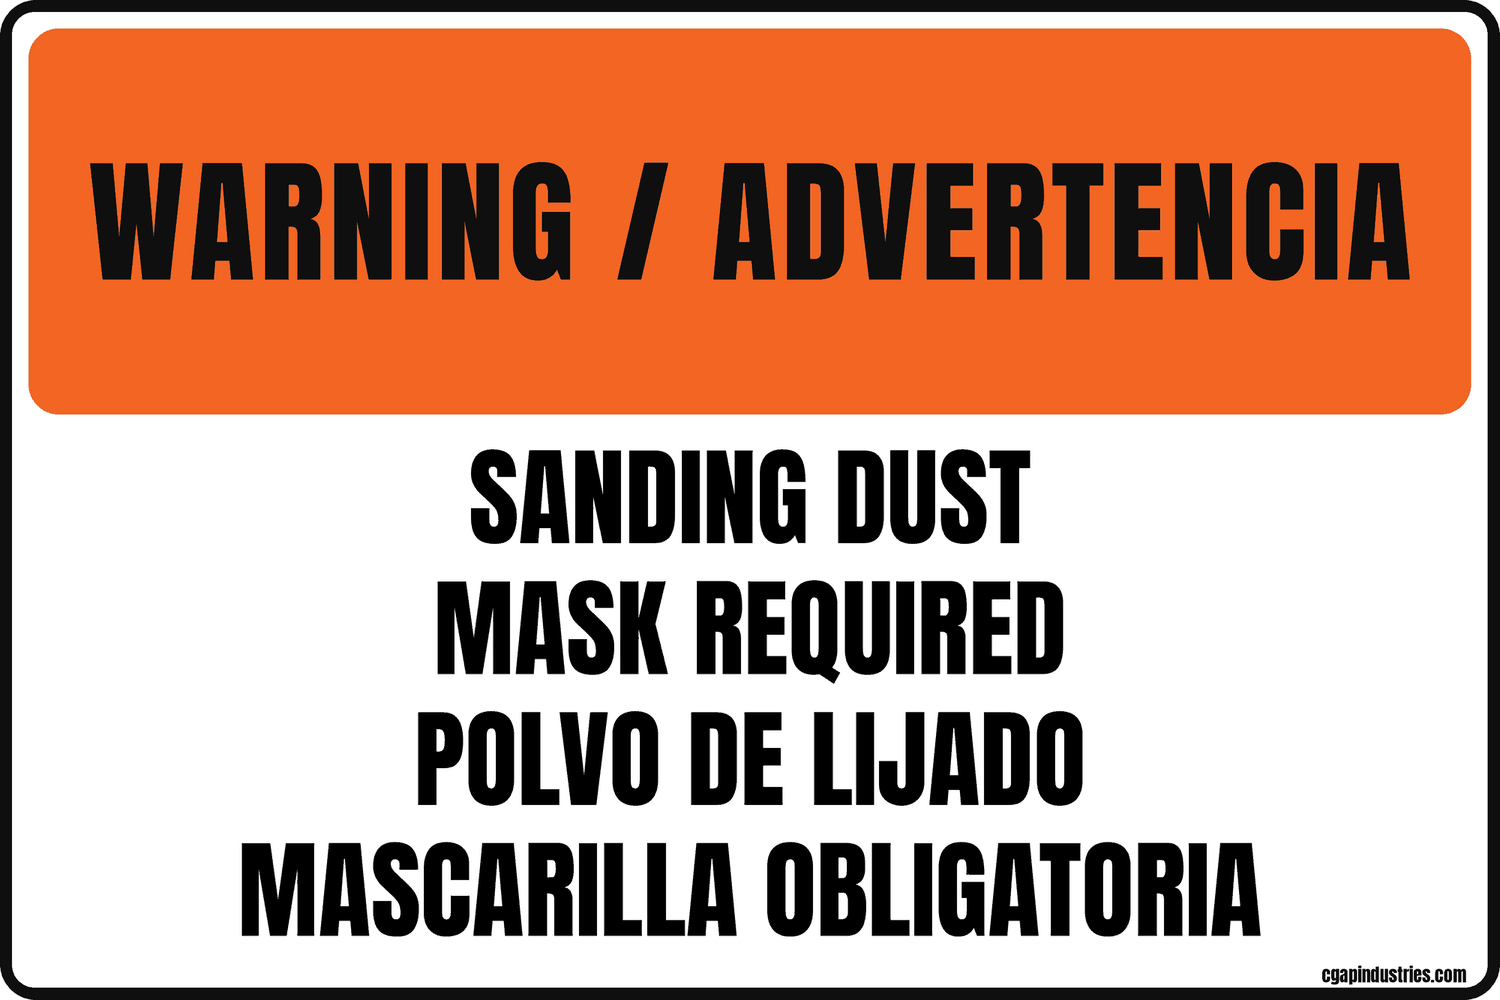 WARNING / ADVERTENCIA
SANDING DUST
MASK REQUIRED
POLVO DE LIJADO
MASCARILLA OBLIGATORIA
cgapindustries.com